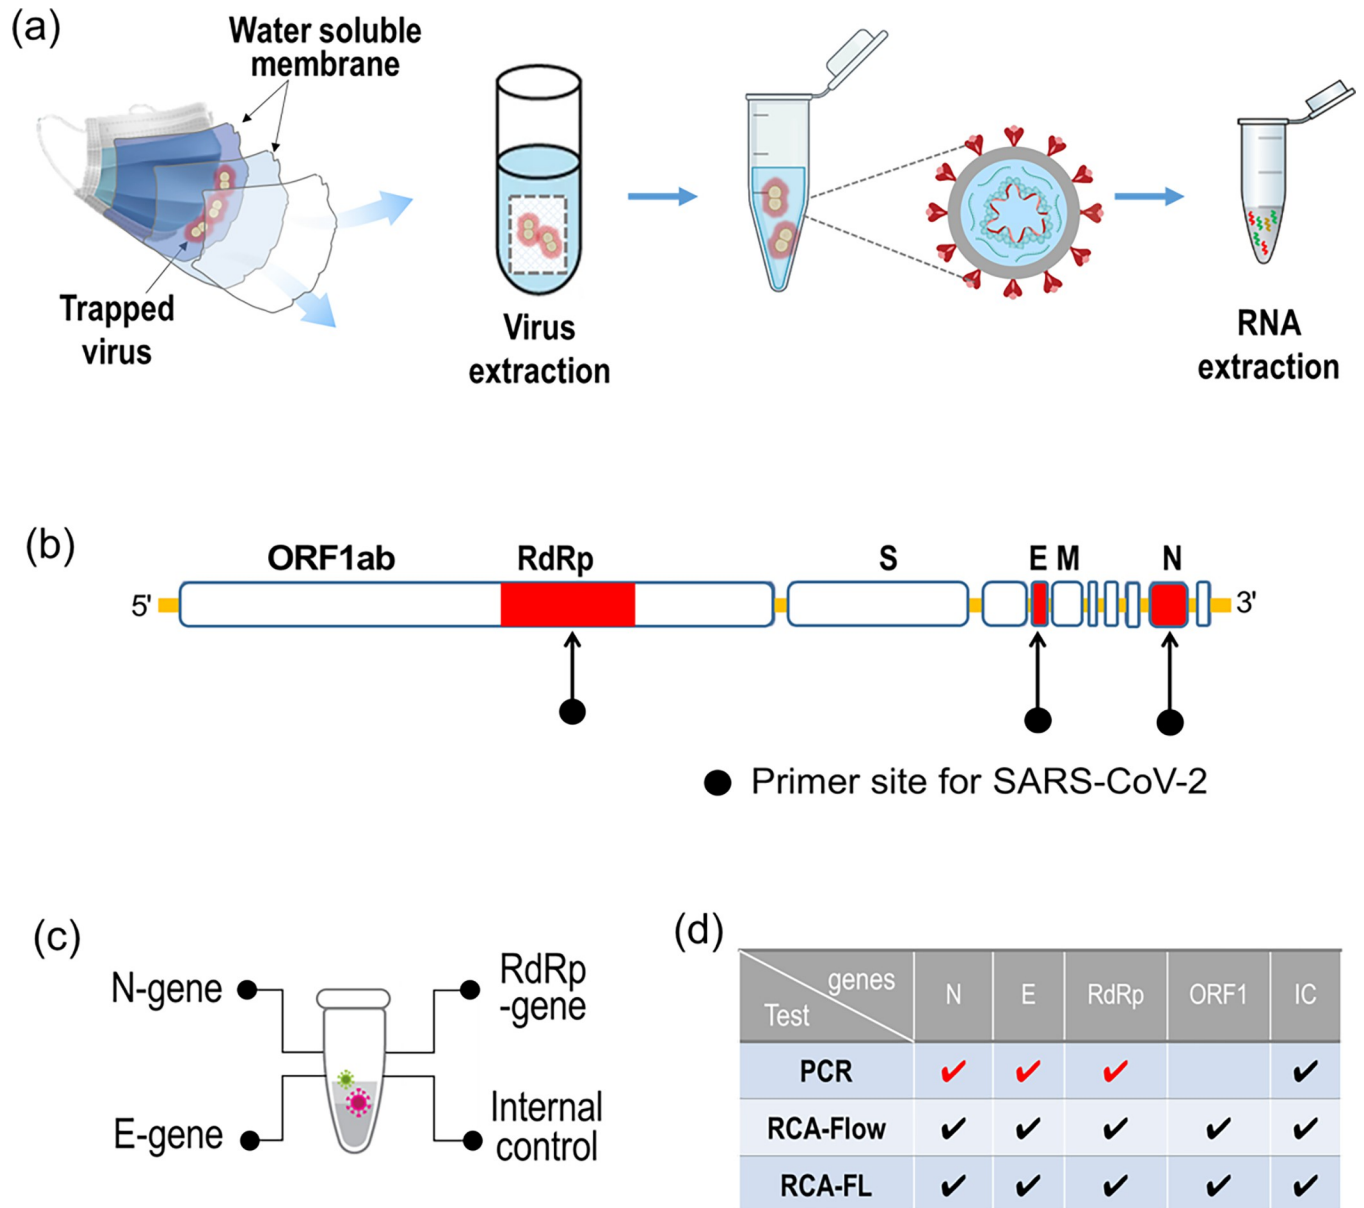 (a)
Water soluble
membrane
Trapped
virus
Virus
extraction
RNA
extraction
(b)
ORF1ab RdRp S E M N
5' 3'
Primer site for SARS-CoV-2
(c)
N-gene
RdRp
-gene
E-gene
Internal
control
(d)
genes
Test
N E RdRp ORF1 IC
PCR ✔ ✔ ✔ ✔
RCA-Flow ✔ ✔ ✔ ✔ ✔
RCA-FL ✔ ✔ ✔ ✔ ✔